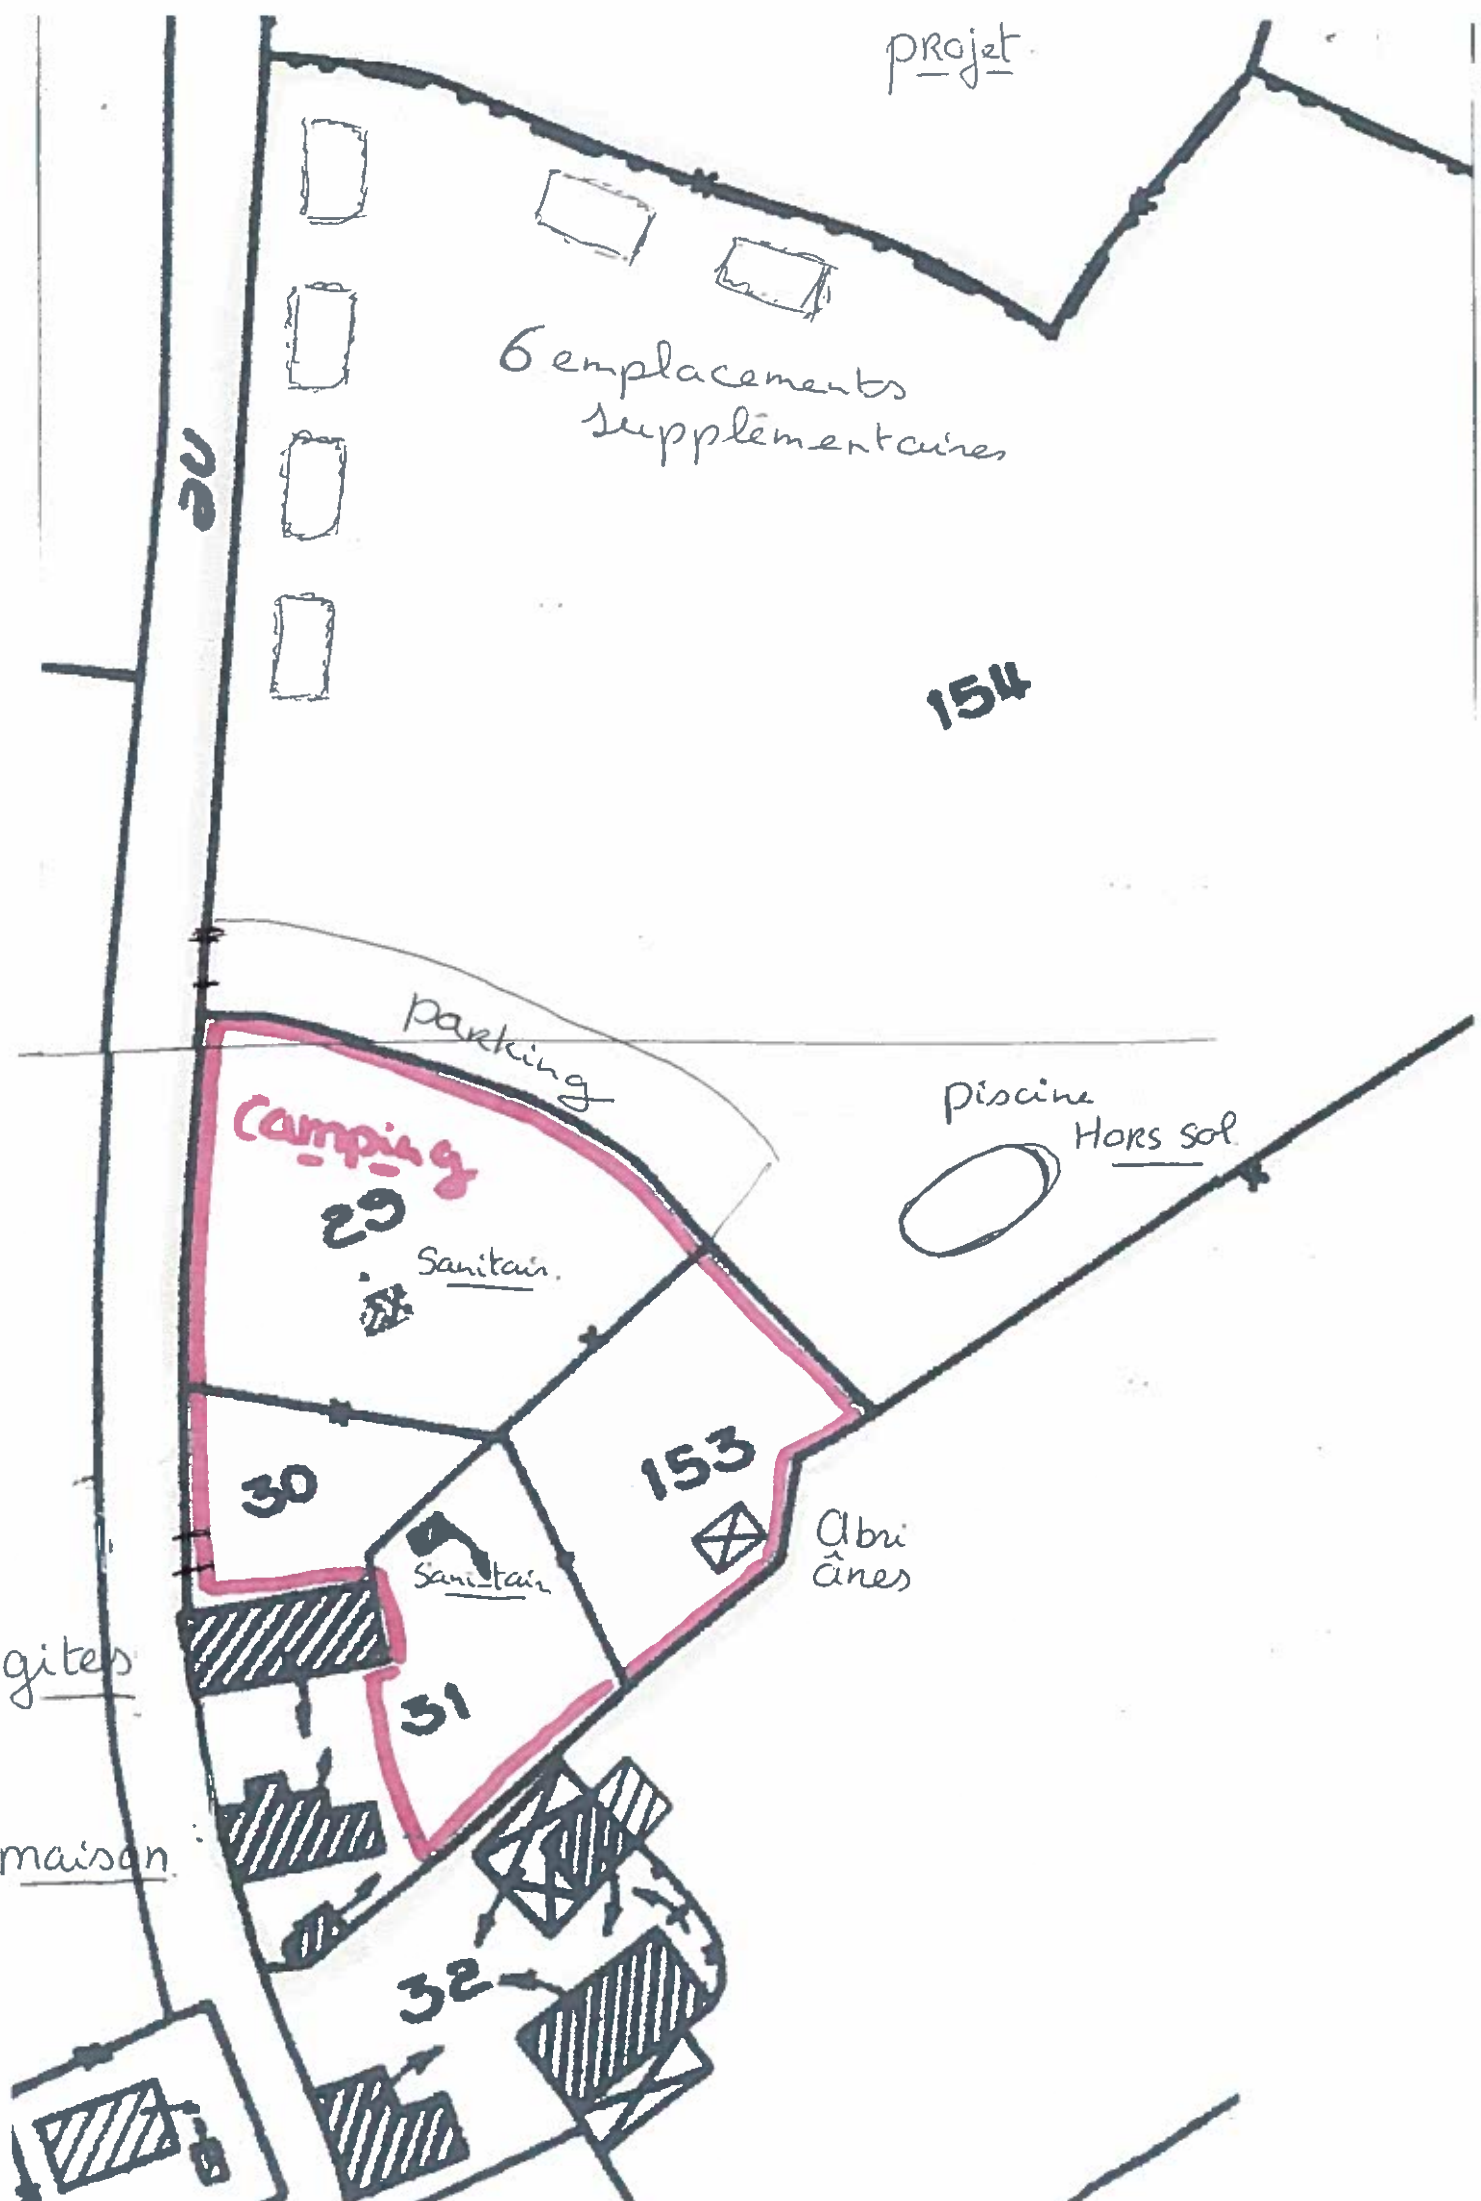 projet
6 emplacements
supplémentaires
154
parking
Camping
29
Sanitair.
piscine
Hors sol
30
153
Sanitair
Abri
ânes
gites
31
maison
32